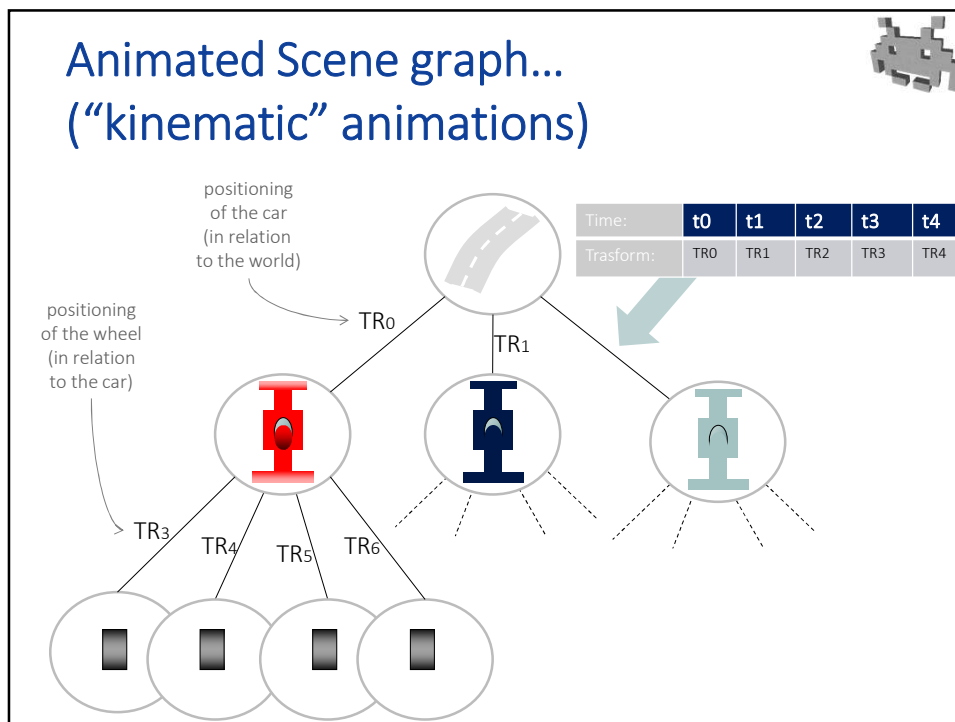 Animated Scene graph…
(“kinematic” animations)
positioning
of the car
(in relation
to the world)
Time: t0 t1 t2 t3 t4
Trasform: TR0 TR1 TR2 TR3 TR4
positioning
of the wheel
(in relation
to the car)
TR0
TR1
TR3
TR4
TR5
TR6